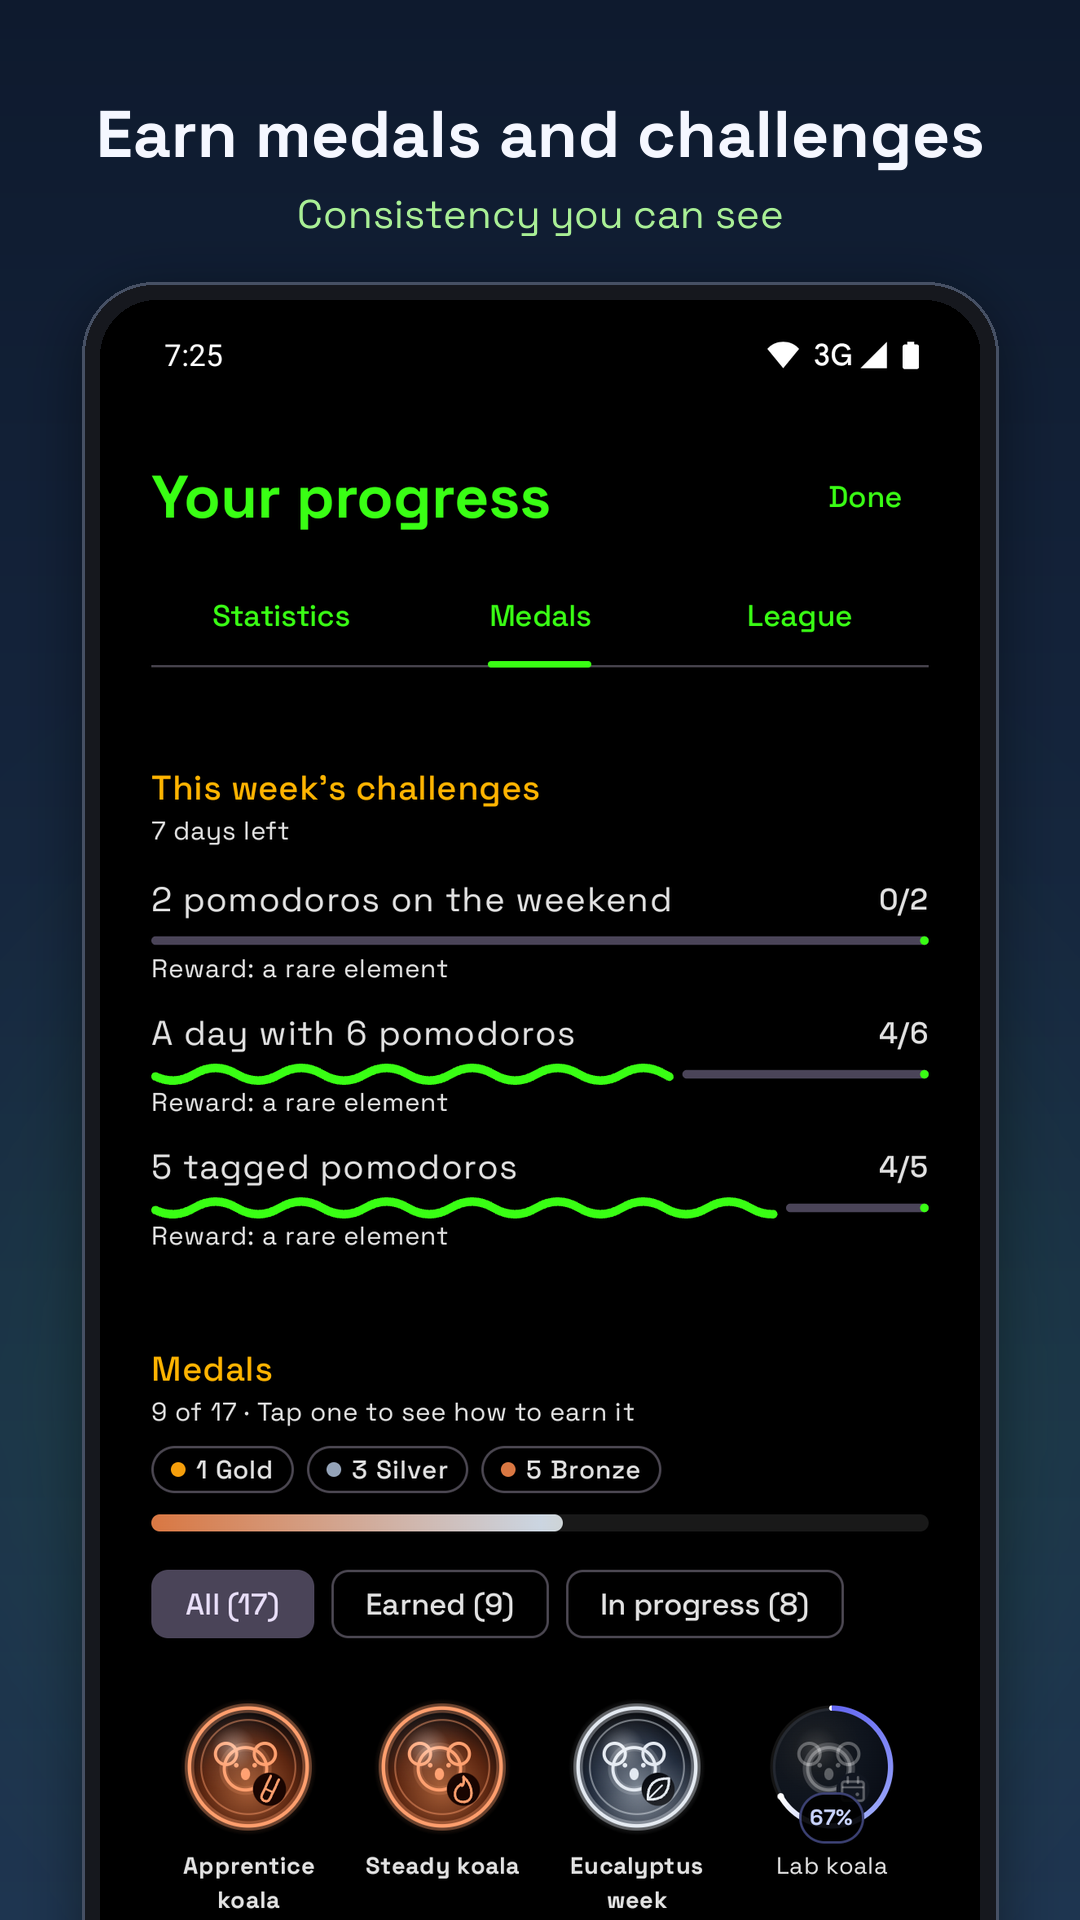 Earn medals and challenges
Consistency you can see
7:25
3G
Your progress
Done
Statistics
Medals
League
This week's challenges
7 days left
2 pomodoros on the weekend
0/2
Reward: a rare element
A day with 6 pomodoros
4/6
Reward: a rare element
5 tagged pomodoros
4/5
Reward: a rare element
Medals
9 of 17 · Tap one to see how to earn it
1 Gold
3 Silver
5 Bronze
All (17)
Earned (9)
In progress (8)
67%
Apprentice
koala
Steady koala
Eucalyptus
week
Lab koala